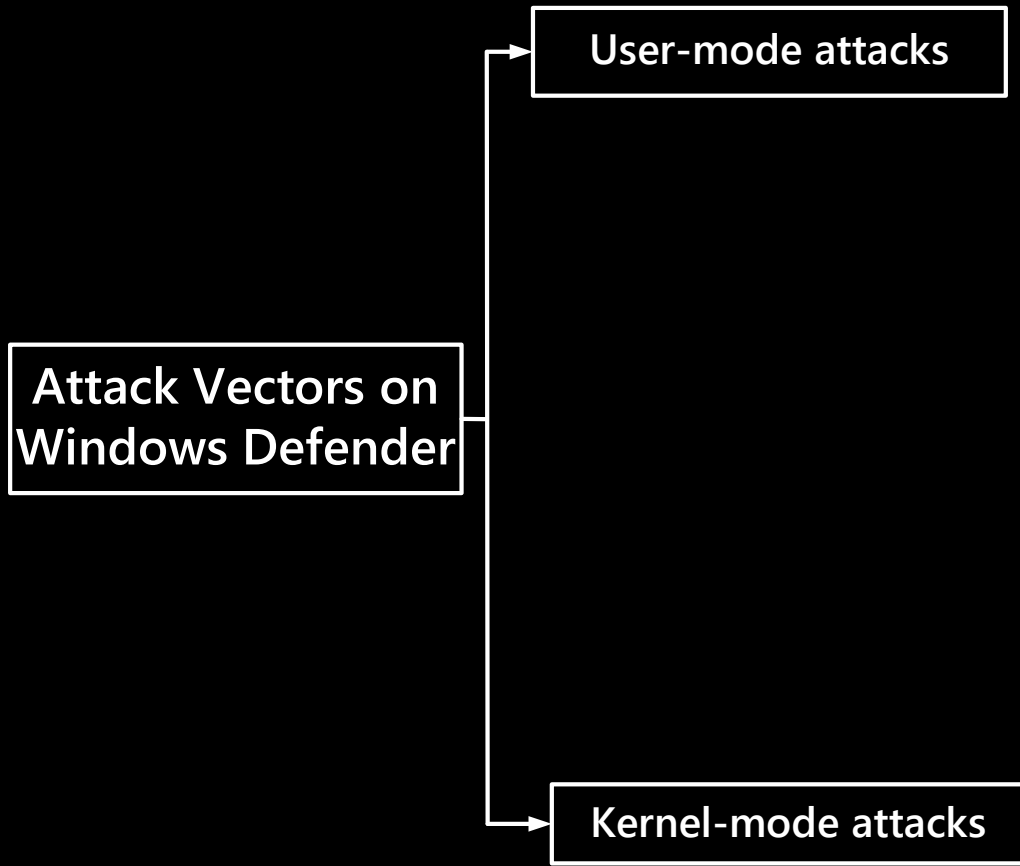 User-mode attacks
Attack Vectors on
Windows Defender
Kernel-mode attacks